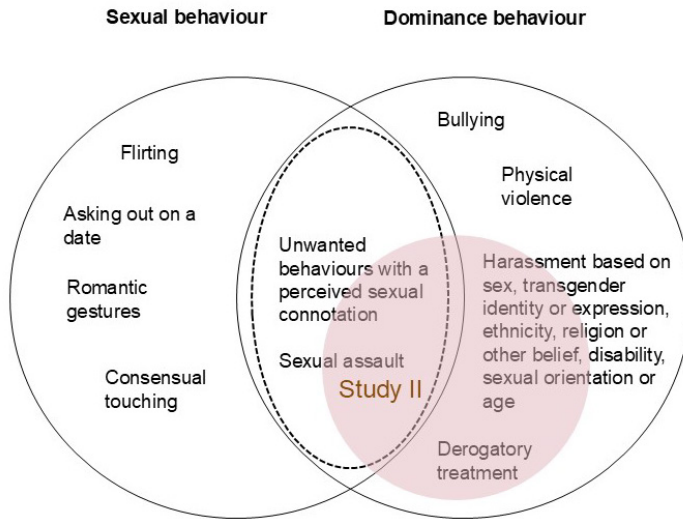 Sexual behaviour
Dominance behaviour
Flirting
Asking out on a
date
Romantic
gestures
Consensual
touching
Unwanted
behaviours with a
perceived sexual
connotation
Sexual assault
Study II
Bullying
Physical
violence
Harassment based on
sex, transgender
identity or expression,
ethnicity, religion or
other belief, disability,
sexual orientation or
age
Derogatory
treatment